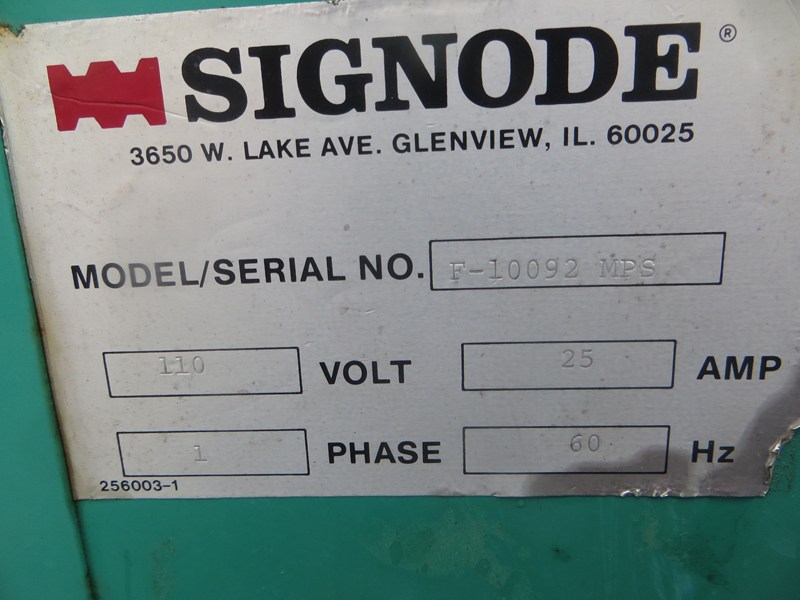 SIGNODE®
3650 W. LAKE AVE. GLENVIEW, IL. 60025
MODEL/SERIAL NO. F-10092 MPS
110 VOLT 25 AMP
1 PHASE 60 Hz
256003-1